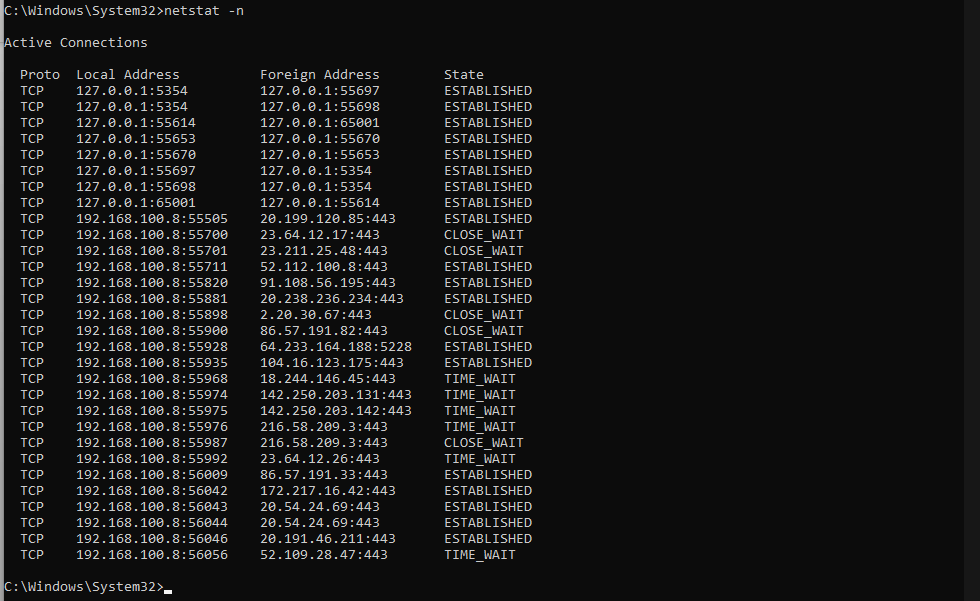 C:\Windows\System32>netstat -n
Active Connections
Proto Local Address Foreign Address State
TCP 127.0.0.1:5354 127.0.0.1:55697 ESTABLISHED
TCP 127.0.0.1:5354 127.0.0.1:55698 ESTABLISHED
TCP 127.0.0.1:55614 127.0.0.1:65001 ESTABLISHED
TCP 127.0.0.1:55653 127.0.0.1:55670 ESTABLISHED
TCP 127.0.0.1:55670 127.0.0.1:55653 ESTABLISHED
TCP 127.0.0.1:55697 127.0.0.1:5354 ESTABLISHED
TCP 127.0.0.1:55698 127.0.0.1:5354 ESTABLISHED
TCP 127.0.0.1:65001 127.0.0.1:55614 ESTABLISHED
TCP 192.168.100.8:55505 20.199.120.85:443 ESTABLISHED
TCP 192.168.100.8:55700 23.64.12.17:443 CLOSE_WAIT
TCP 192.168.100.8:55701 23.211.25.48:443 CLOSE_WAIT
TCP 192.168.100.8:55711 52.112.100.8:443 ESTABLISHED
TCP 192.168.100.8:55820 91.108.56.195:443 ESTABLISHED
TCP 192.168.100.8:55881 20.238.236.234:443 ESTABLISHED
TCP 192.168.100.8:55898 2.20.30.67:443 CLOSE_WAIT
TCP 192.168.100.8:55900 86.57.191.82:443 CLOSE_WAIT
TCP 192.168.100.8:55928 64.233.164.188:5228 ESTABLISHED
TCP 192.168.100.8:55935 104.16.123.175:443 ESTABLISHED
TCP 192.168.100.8:55968 18.244.146.45:443 TIME_WAIT
TCP 192.168.100.8:55974 142.250.203.131:443 TIME_WAIT
TCP 192.168.100.8:55975 142.250.203.142:443 TIME_WAIT
TCP 192.168.100.8:55976 216.58.209.3:443 TIME_WAIT
TCP 192.168.100.8:55987 216.58.209.3:443 CLOSE_WAIT
TCP 192.168.100.8:55992 23.64.12.26:443 TIME_WAIT
TCP 192.168.100.8:56009 86.57.191.33:443 ESTABLISHED
TCP 192.168.100.8:56042 172.217.16.42:443 ESTABLISHED
TCP 192.168.100.8:56043 20.54.24.69:443 ESTABLISHED
TCP 192.168.100.8:56044 20.54.24.69:443 ESTABLISHED
TCP 192.168.100.8:56046 20.191.46.211:443 ESTABLISHED
TCP 192.168.100.8:56056 52.109.28.47:443 TIME_WAIT
C:\Windows\System32>